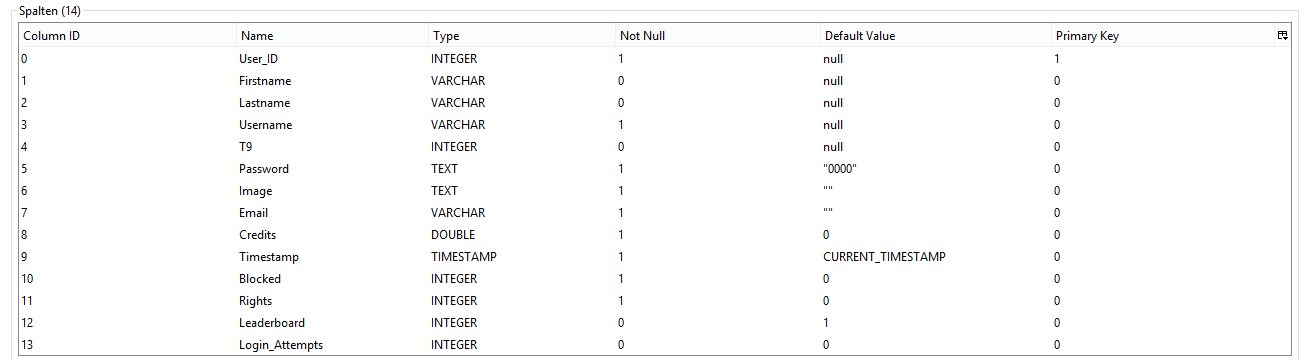 Spalten (14)
Column ID Name Type Not Null Default Value Primary Key
0 User_ID INTEGER 1 null 1
1 Firstname VARCHAR 0 null 0
2 Lastname VARCHAR 0 null 0
3 Username VARCHAR 1 null 0
4 T9 INTEGER 0 null 0
5 Password TEXT 1 "0000" 0
6 Image TEXT 1 "" 0
7 Email VARCHAR 1 "" 0
8 Credits DOUBLE 1 0 0
9 Timestamp TIMESTAMP 1 CURRENT_TIMESTAMP 0
10 Blocked INTEGER 1 0 0
11 Rights INTEGER 1 0 0
12 Leaderboard INTEGER 0 1 0
13 Login_Attempts INTEGER 0 0 0